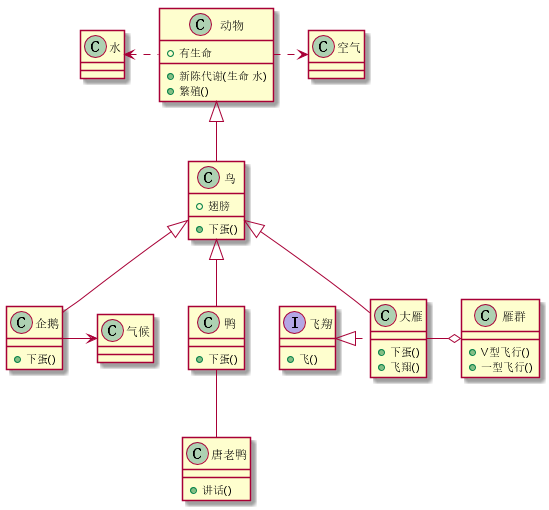 C 水
C 动物
有生命
新陈代谢(生命 水)
繁殖()
C 空气
C 鸟
翅膀
下蛋()
C 企鹅
下蛋()
C 气候
C 鸭
下蛋()
I 飞翔
飞()
C 大雁
下蛋()
飞翔()
C 雁群
V型飞行()
一型飞行()
C 唐老鸭
讲话()